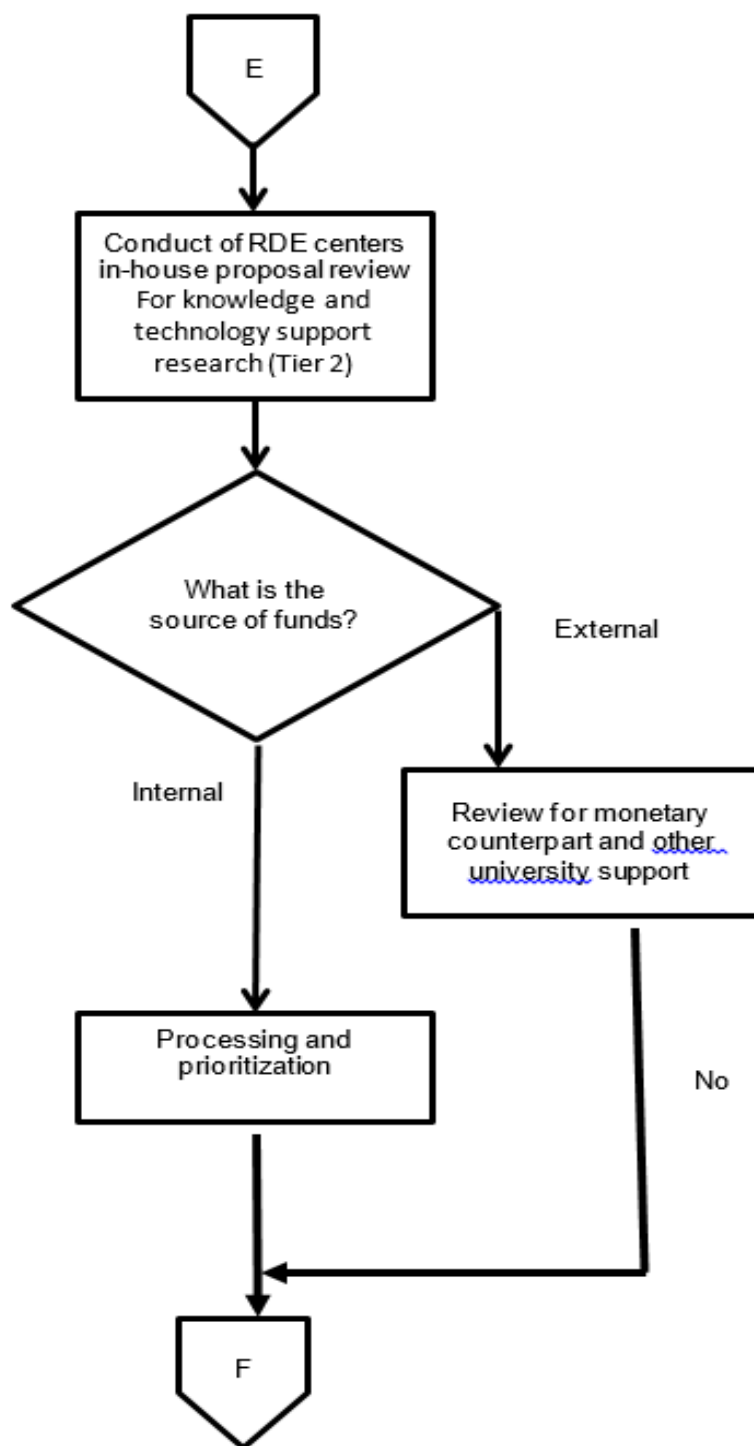 E
Conduct of RDE centers
in-house proposal review
For knowledge and
technology support
research (Tier 2)
What is the
source of funds?
External
Internal
Review for monetary
counterpart and other
university support
Processing and
prioritization
No
F